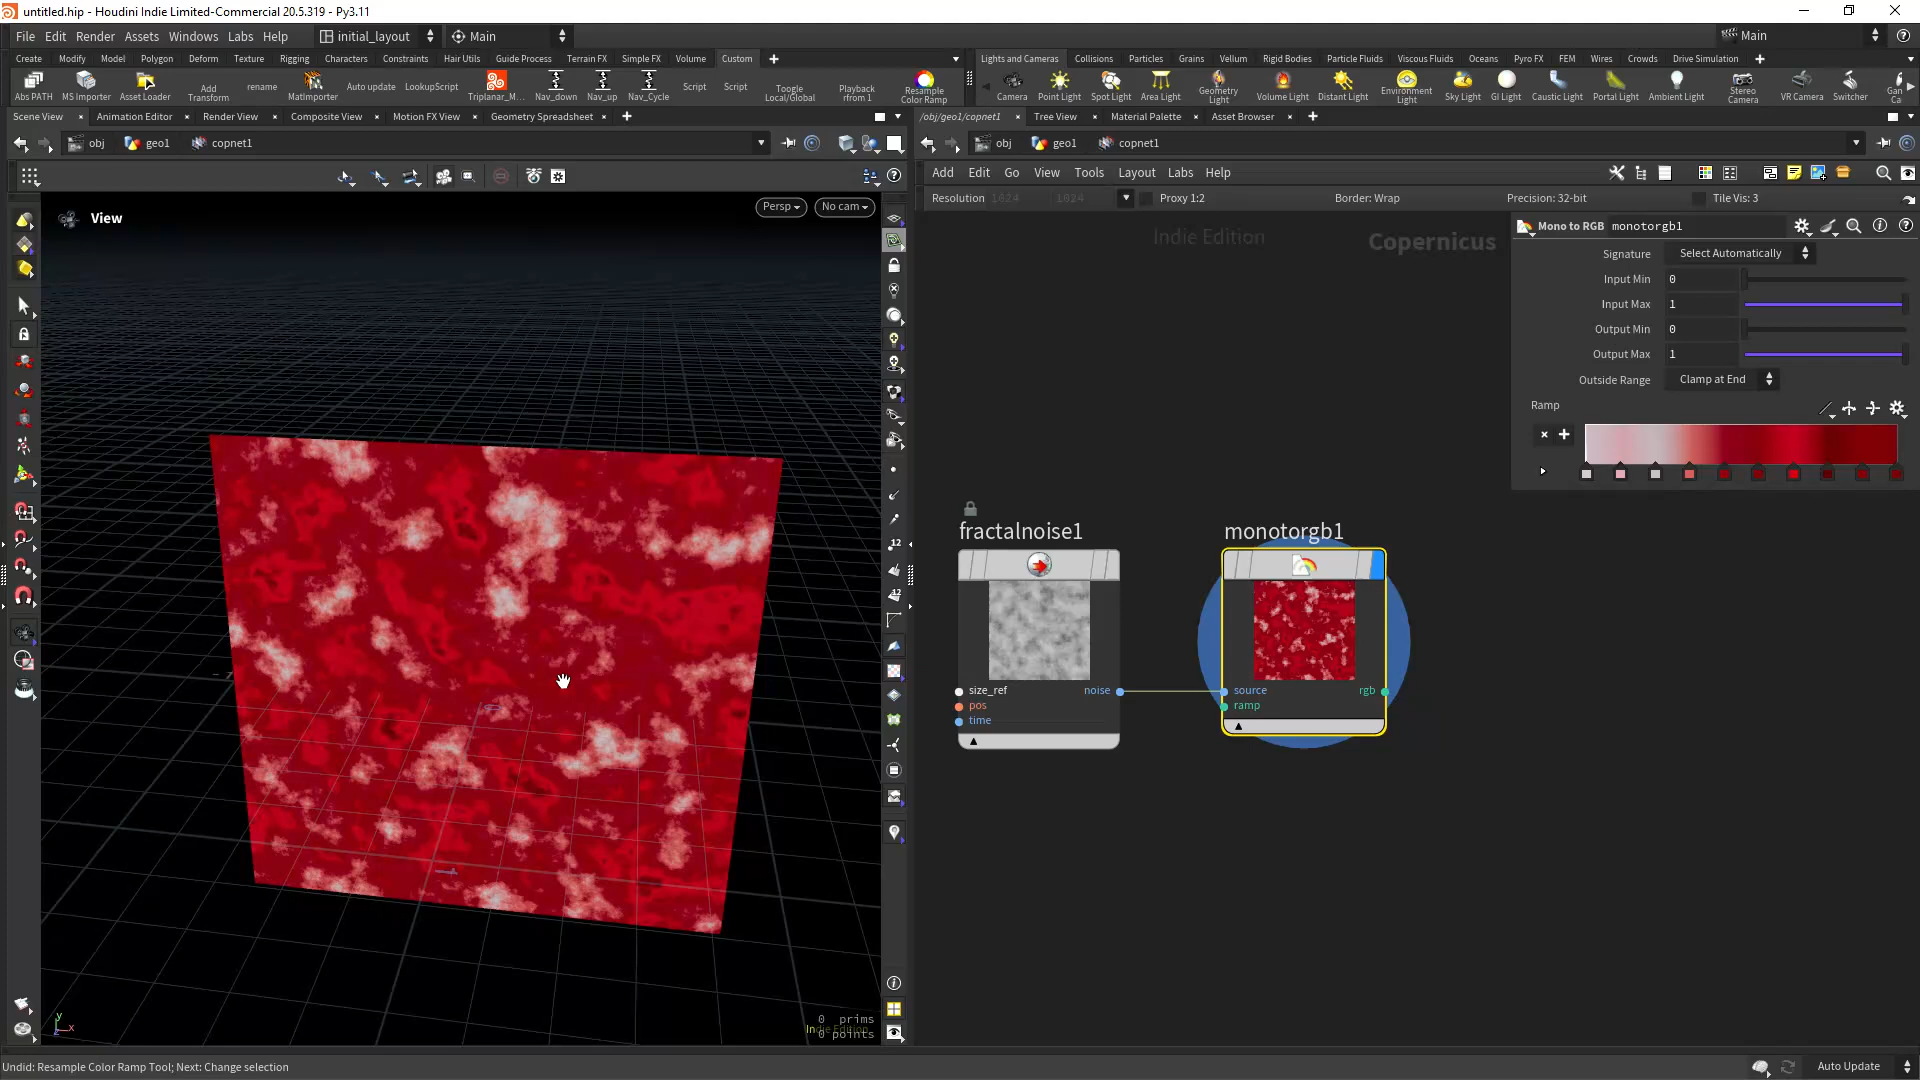 untitled.hip - Houdini Indie Limited-Commercial 20.5.319 - Py3.11
File Edit Render Assets Windows Labs Help initial_layout Main Main
Create Modify Model Polygon Deform Texture Rigging Characters Constraints Hair Utils Guide Process Terrain FX Simple FX Volume Custom
Lights and Cameras Collisions Particles Grains Vellum Rigid Bodies Particle Fluids Viscous Fluids Oceans Pyro FX FEM Wires Crowds Drive Simulation
Abs PATH MS Importer Asset Loader Add Transform rename MatImporter Auto update LookupScript Triplanar_M... Nav_down Nav_up Nav_Cycle Script Script Toggle Local/Global Playback rfrom 1 Resample Color Ramp
Camera Point Light Spot Light Area Light Geometry Light Volume Light Distant Light Environment Light Sky Light GI Light Caustic Light Portal Light Ambient Light Stereo Camera VR Camera Switcher Gan Ca
Scene View Animation Editor Render View Composite View Motion FX View Geometry Spreadsheet
/obj/geo1/copnet1 Tree View Material Palette Asset Browser
obj geo1 copnet1
obj geo1 copnet1
Add Edit Go View Tools Layout Labs Help
Resolution 1024 1024 Proxy 1:2 Border: Wrap Precision: 32-bit Tile Vis: 3
View
Persp No cam
Indie Edition Copernicus
Mono to RGB monotorgb1
Signature Select Automatically
Input Min 0
Input Max 1
Output Min 0
Output Max 1
Outside Range Clamp at End
Ramp
fractalnoise1
size_ref noise
pos
time
monotorgb1
source rgb
ramp
12
12
y
x
0 prims
0 points
Undid: Resample Color Ramp Tool; Next: Change selection
Auto Update